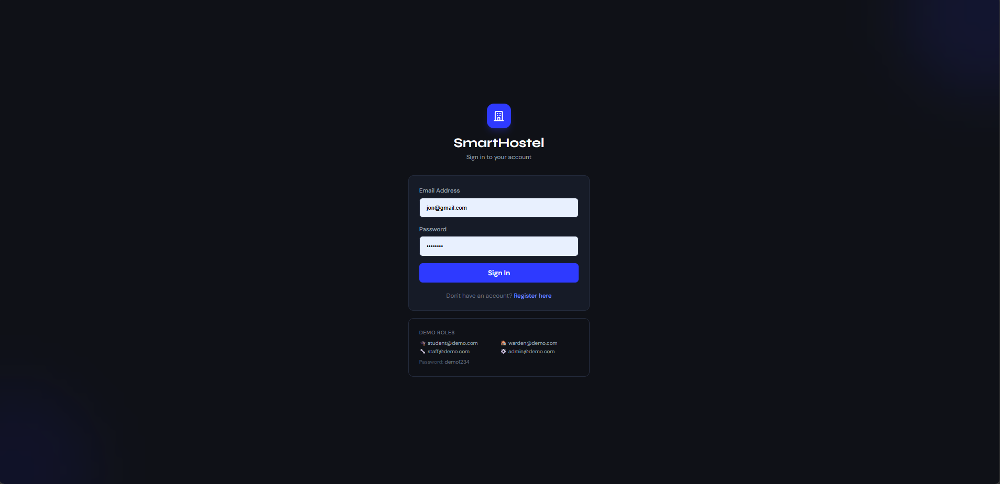 SmartHostel
Sign in to your account
Email Address
jon@gmail.com
Password
••••••••
Sign In
Don't have an account? Register here
DEMO ROLES
student@demo.com
warden@demo.com
staff@demo.com
admin@demo.com
Password: demo1234